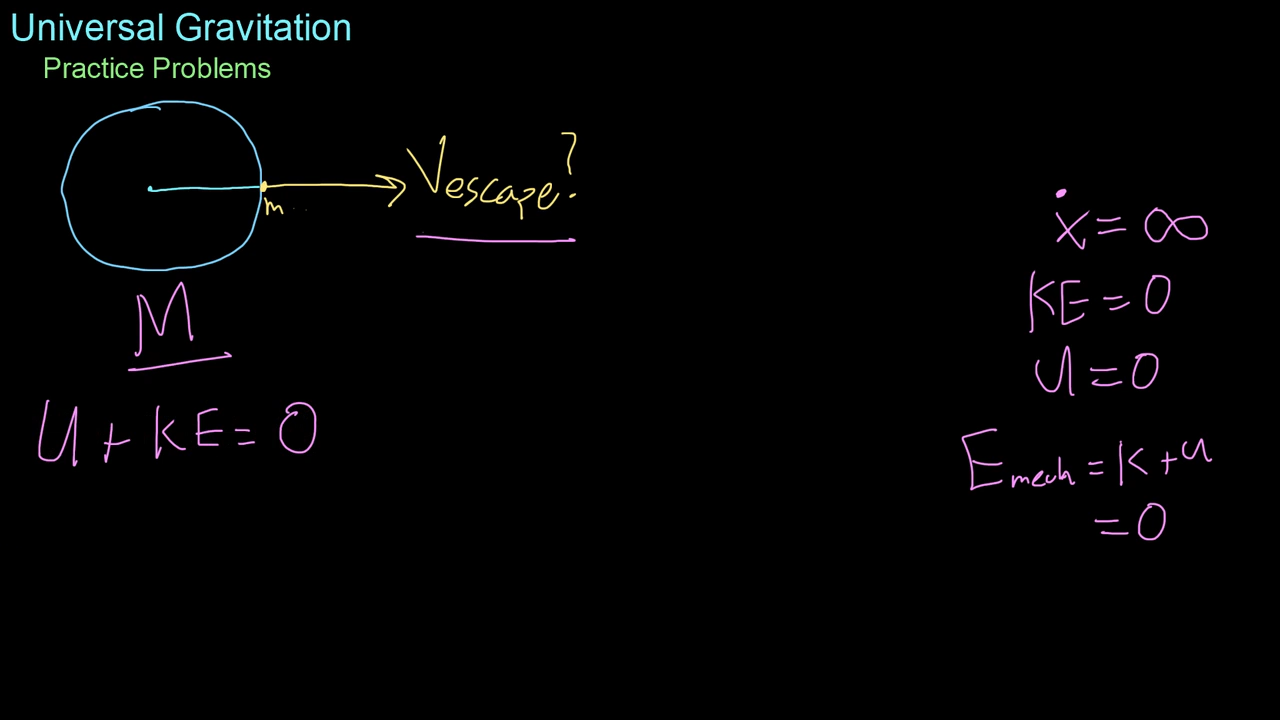 Universal Gravitation
Practice Problems
Vescape?
m
M
U + KE = 0
x = ∞
KE = 0
U = 0
Emech = K + U
= 0